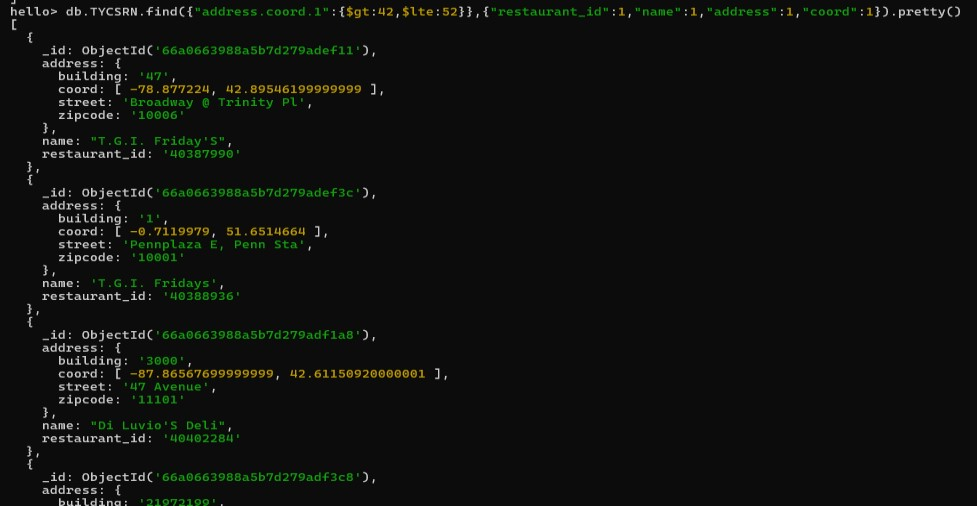 ]
hello> db.TYCSRN.find({"address.coord.1":{$gt:42,$lte:52}},{"restaurant_id":1,"name":1,"address":1,"coord":1}).pretty()
[
  {
    _id: ObjectId('66a0663988a5b7d279adef11'),
    address: {
      building: '47',
      coord: [ -78.877224, 42.89546199999999 ],
      street: 'Broadway @ Trinity Pl',
      zipcode: '10006'
    },
    name: "T.G.I. Friday'S",
    restaurant_id: '40387990'
  },
  {
    _id: ObjectId('66a0663988a5b7d279adef3c'),
    address: {
      building: '1',
      coord: [ -0.7119979, 51.6514664 ],
      street: 'Pennplaza E, Penn Sta',
      zipcode: '10001'
    },
    name: 'T.G.I. Fridays',
    restaurant_id: '40388936'
  },
  {
    _id: ObjectId('66a0663988a5b7d279adf1a8'),
    address: {
      building: '3000',
      coord: [ -87.86567699999999, 42.61150920000001 ],
      street: '47 Avenue',
      zipcode: '11101'
    },
    name: "Di Luvio'S Deli",
    restaurant_id: '40402284'
  },
  {
    _id: ObjectId('66a0663988a5b7d279adf3c8'),
    address: {
      building: '21972199',